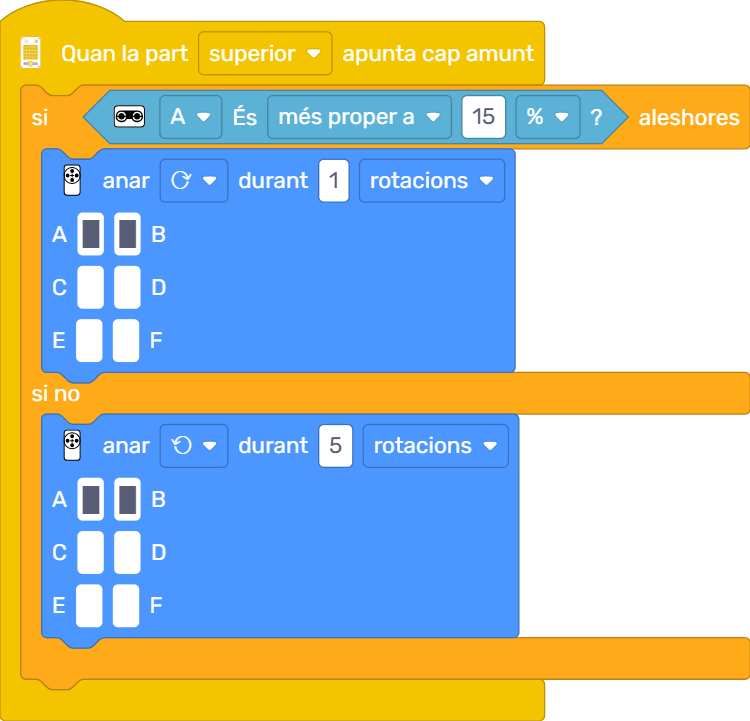 Quan la part superior apunta cap amunt
si A És més proper a 15 % ? aleshores
anar durant 1 rotacions
A B
C D
E F
si no
anar durant 5 rotacions
A B
C D
E F